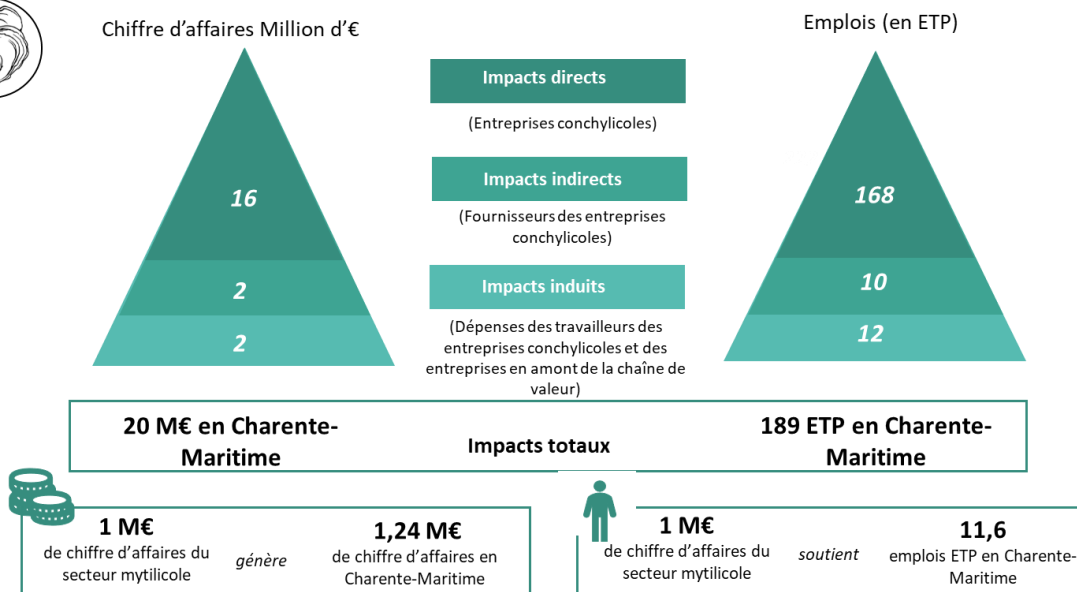 Chiffre d'affaires Million d'€
Emplois (en ETP)
Impacts directs
(Entreprises conchylicoles)
16
168
Impacts indirects
(Fournisseurs des entreprises
conchylicoles)
2
10
Impacts induits
(Dépenses des travailleurs des
entreprises conchylicoles et des
entreprises en amont de la chaîne de
valeur)
2
12
20 M€ en Charente-
Maritime
Impacts totaux
189 ETP en Charente-
Maritime
1 M€
de chiffre d'affaires du
secteur mytilicole
génère
1,24 M€
de chiffre d'affaires en
Charente-Maritime
1 M€
de chiffre d'affaires du
secteur mytilicole
soutient
11,6
emplois ETP en Charente-
Maritime